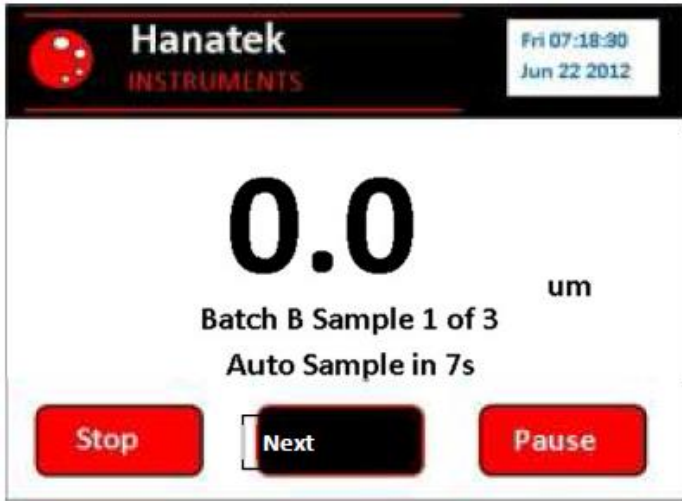 Hanatek
INSTRUMENTS
Fri 07:18:30
Jun 22 2012
0.0
um
Batch B Sample 1 of 3
Auto Sample in 7s
Stop
Next
Pause